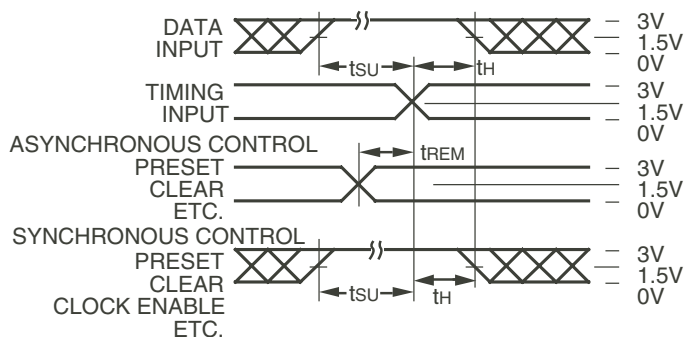 DATA
INPUT
3V
1.5V
0V
tSU
tH
TIMING
INPUT
3V
1.5V
0V
ASYNCHRONOUS CONTROL
PRESET
CLEAR
ETC.
tREM
3V
1.5V
0V
SYNCHRONOUS CONTROL
PRESET
CLEAR
CLOCK ENABLE
ETC.
tSU
tH
3V
1.5V
0V